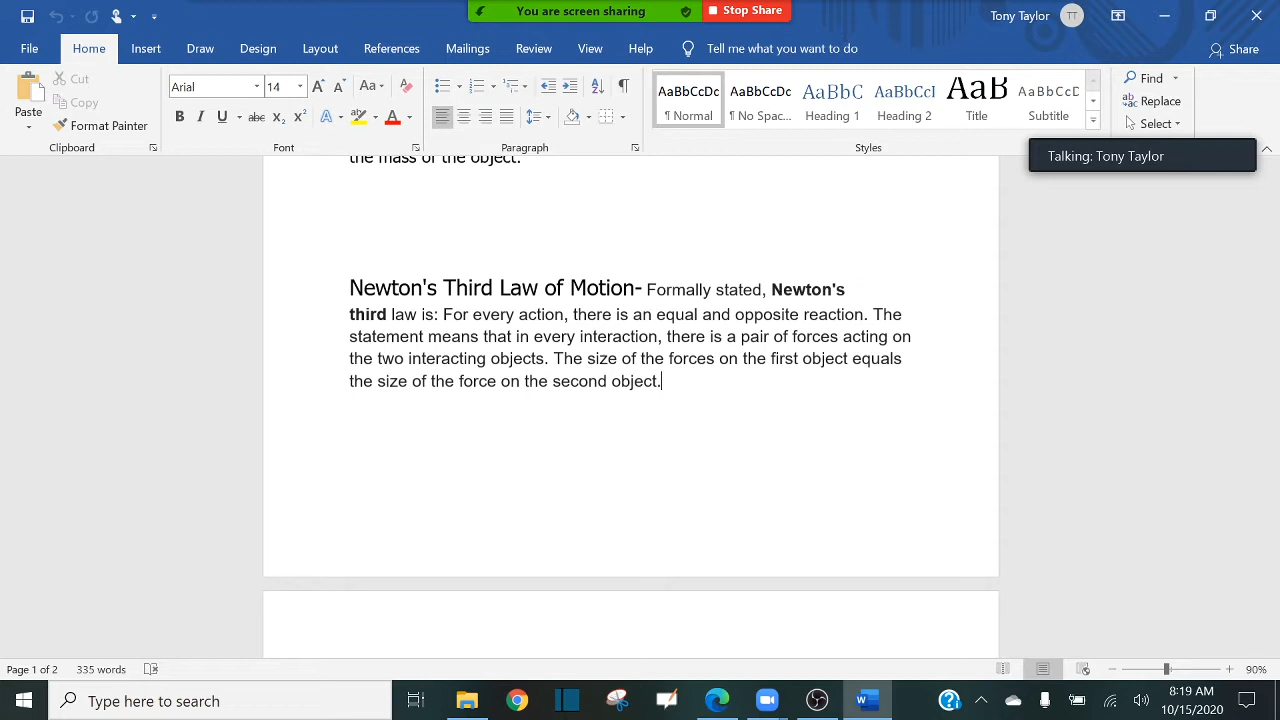 You are screen sharing
Stop Share
Tony Taylor
TT
File
Home
Insert
Draw
Design
Layout
References
Mailings
Review
View
Help
Tell me what you want to do
Share
Paste
Cut
Copy
Format Painter
Clipboard
Arial
14
Font
Paragraph
AaBbCcDc
¶ Normal
AaBbCcDc
¶ No Spac...
AaBbC
Heading 1
AaBbCcI
Heading 2
AaB
Title
AaBbCcD
Subtitle
Styles
Find
Replace
Select
Talking: Tony Taylor
the mass of the object.
Newton's Third Law of Motion- Formally stated, Newton's
third law is: For every action, there is an equal and opposite reaction. The
statement means that in every interaction, there is a pair of forces acting on
the two interacting objects. The size of the forces on the first object equals
the size of the force on the second object.
Page 1 of 2
335 words
90%
Type here to search
8:19 AM
10/15/2020